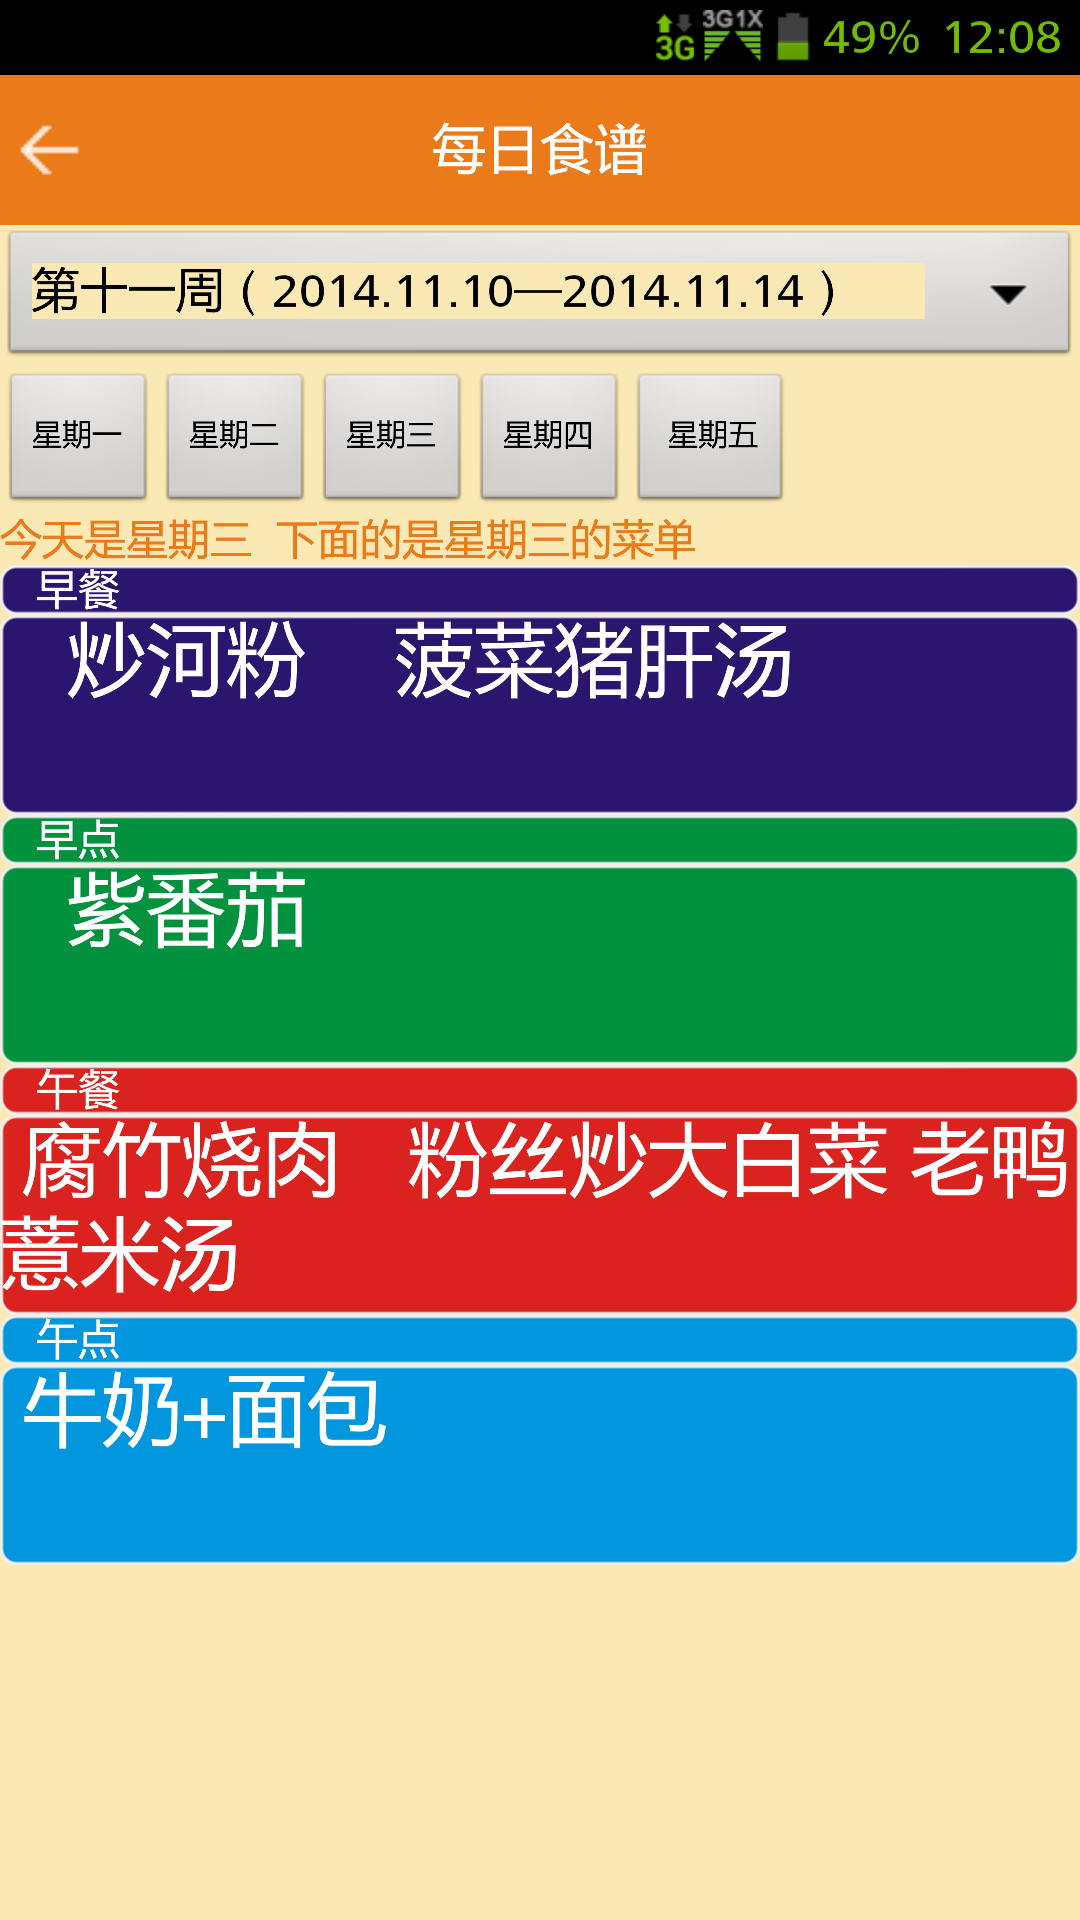 3G 3G1X 49% 12:08
每日食谱
第十一周（2014.11.10—2014.11.14）
星期一 星期二 星期三 星期四 星期五
今天是星期三 下面的是星期三的菜单
早餐
炒河粉 菠菜猪肝汤
早点
紫番茄
午餐
腐竹烧肉 粉丝炒大白菜 老鸭
薏米汤
午点
牛奶+面包